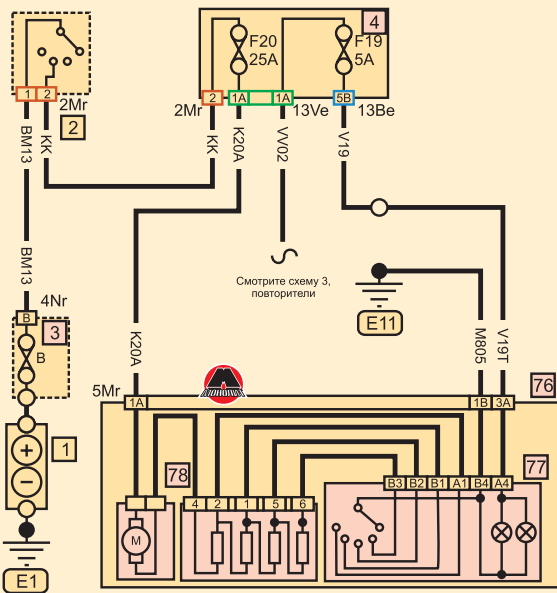 4
F20
25A
F19
5A
1 2
2Mr
2
2Mr 2 1A 1A 13Ve 5B 13Be
BM13
KK
KK
K20A
VV02
V19
BM13
Смотрите схему 3,
повторители
E11
4Nr
B
3
B
K20A
M895
V19T
5Mr
1A
1B 3A
76
1
+
−
78
77
4 2 1 5 6
B3 B2 B1 A1 B4 A4
M
E1